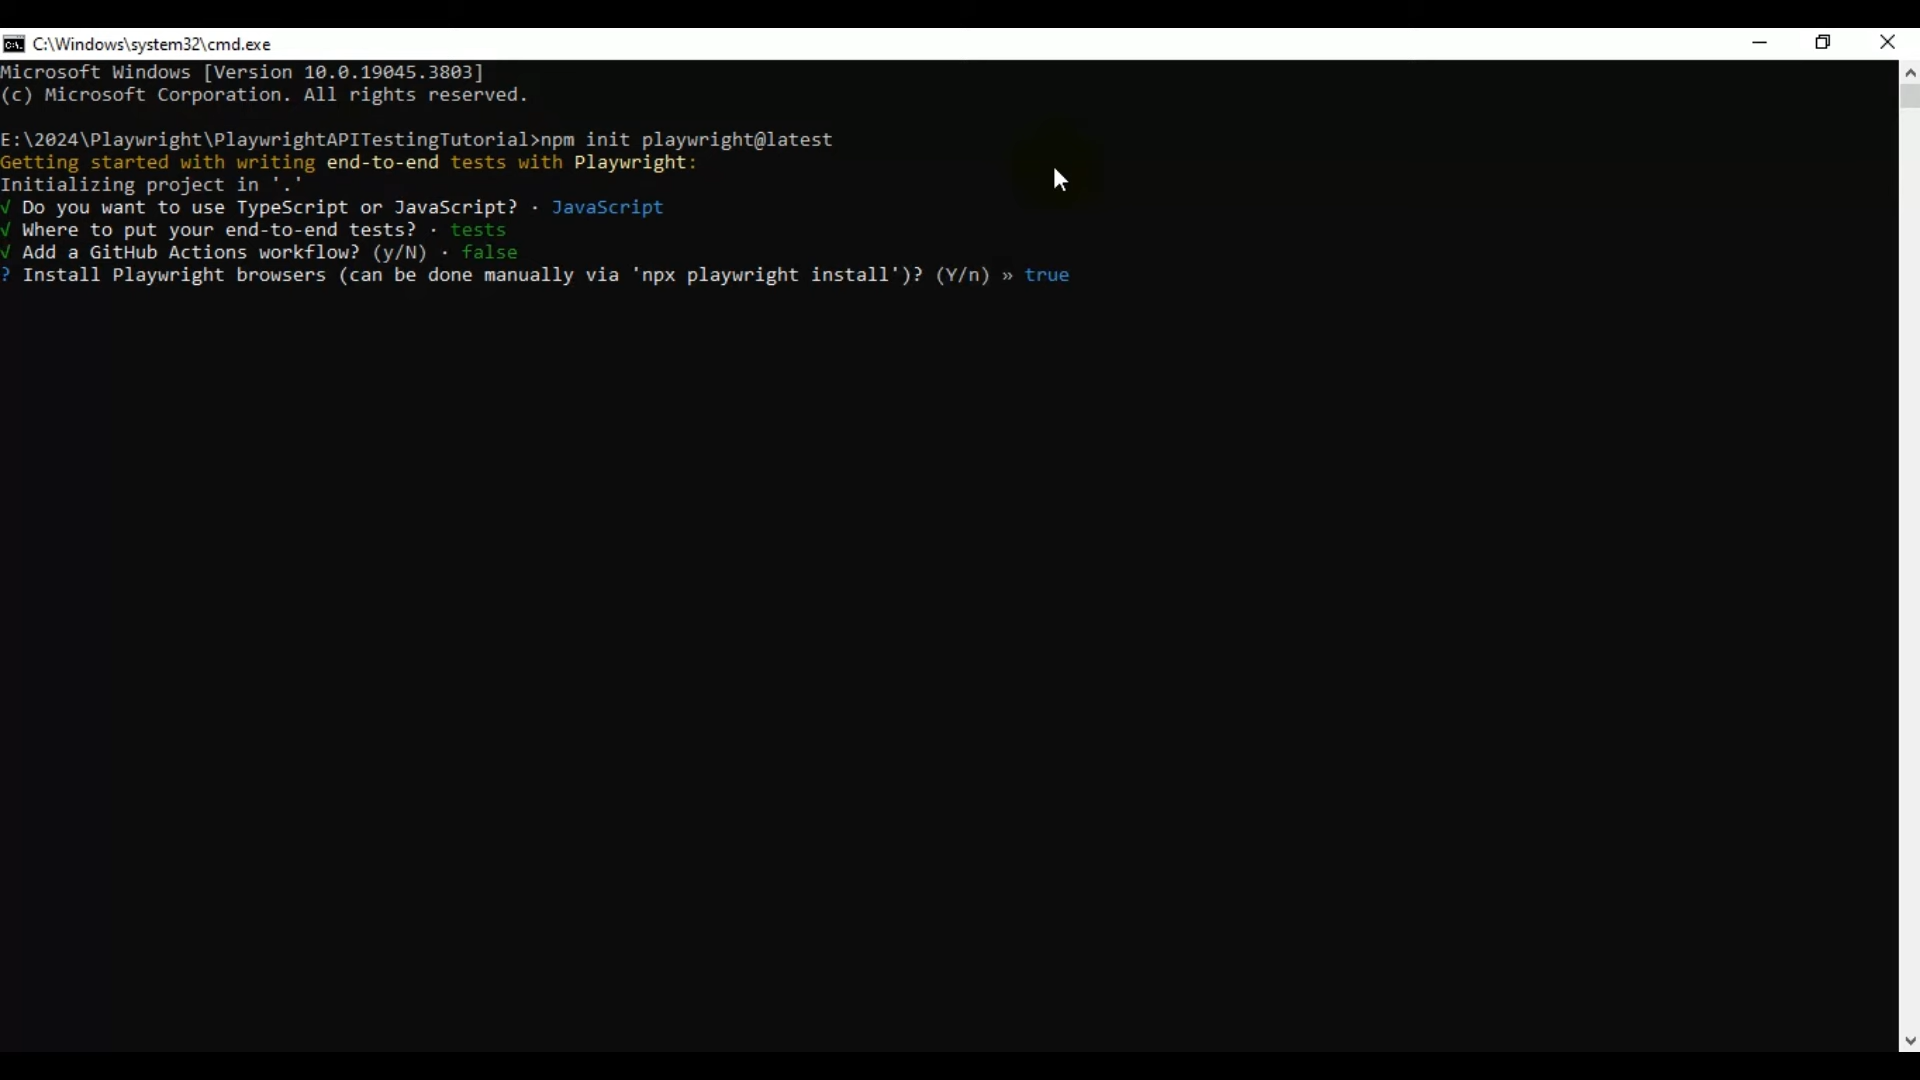 C:\Windows\system32\cmd.exe
Microsoft Windows [Version 10.0.19045.3803]
(c) Microsoft Corporation. All rights reserved.
E:\2024\Playwright\PlaywrightAPITestingTutorial>npm init playwright@latest
Getting started with writing end-to-end tests with Playwright:
Initializing project in '.'
√ Do you want to use TypeScript or JavaScript? · JavaScript
√ Where to put your end-to-end tests? · tests
√ Add a GitHub Actions workflow? (y/N) · false
? Install Playwright browsers (can be done manually via 'npx playwright install')? (Y/n) » true